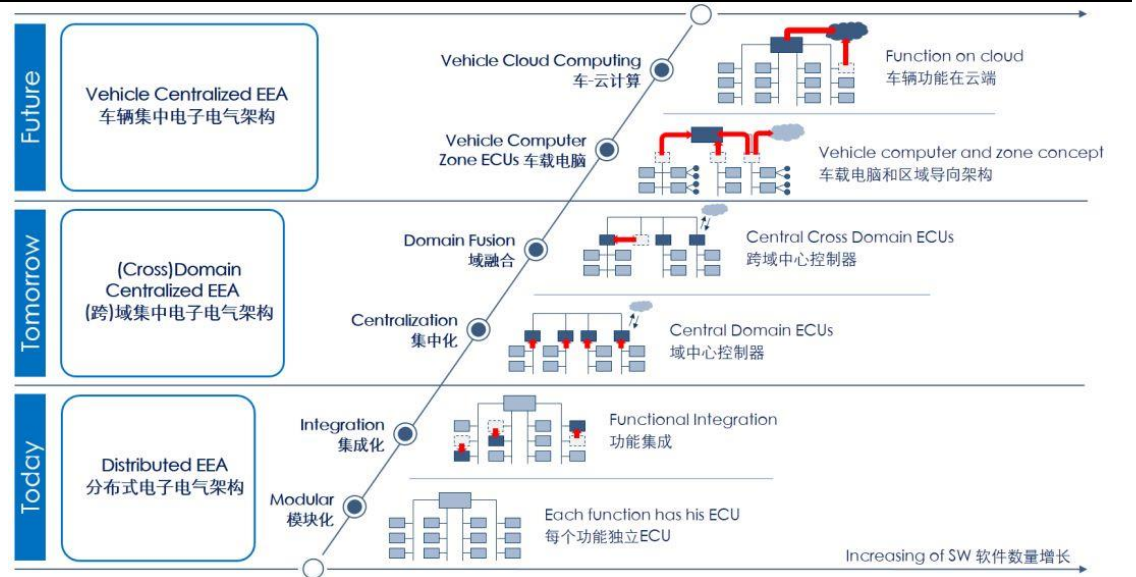 Future
Vehicle Centralized EEA
车辆集中电子电气架构
Vehicle Cloud Computing
车-云计算
Function on cloud
车辆功能在云端
Vehicle Computer
Zone ECUs 车载电脑
Vehicle computer and zone concept
车载电脑和区域导向架构
Tomorrow
(Cross)Domain
Centralized EEA
(跨)域集中电子电气架构
Domain Fusion
域融合
Central Cross Domain ECUs
跨域中心控制器
Centralization
集中化
Central Domain ECUs
域中心控制器
Today
Distributed EEA
分布式电子电气架构
Integration
集成化
Functional Integration
功能集成
Modular
模块化
Each function has his ECU
每个功能独立ECU
Increasing of SW 软件数量增长